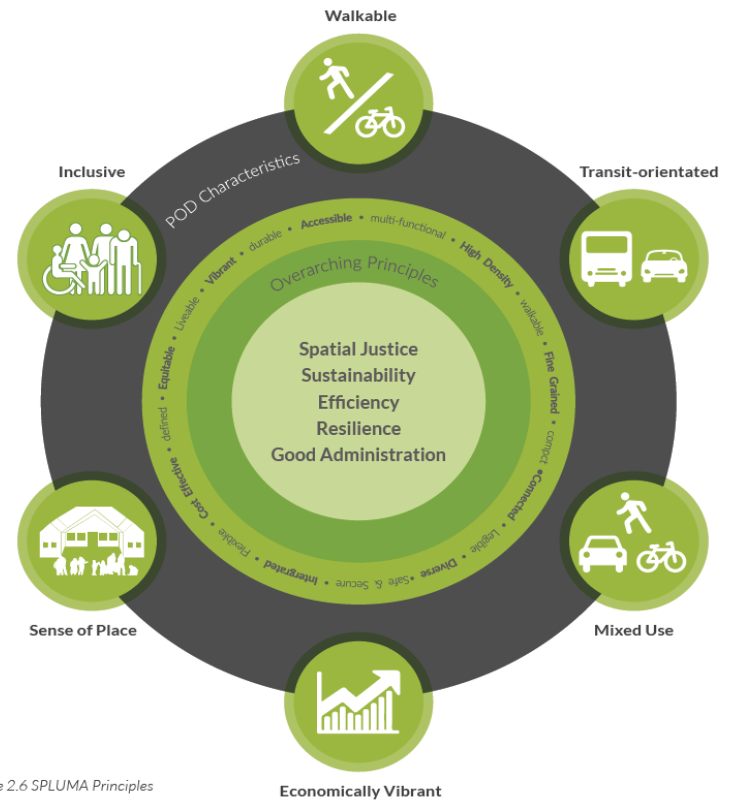 Walkable
Inclusive
Transit-orientated
POD Characteristics
Accessible • multi-functional • High Density • walkable • Fine Grained • compct •Connected • Legible • Diverse • Safe & Secure • Intergrated • Flexibke • Cost Effective • defined • Equitable • Liveable • Vibrant • durable •
Overarching Principles
Spatial Justice
Sustainability
Efficiency
Resilience
Good Administration
Sense of Place
Mixed Use
Economically Vibrant
e 2.6 SPLUMA Principles